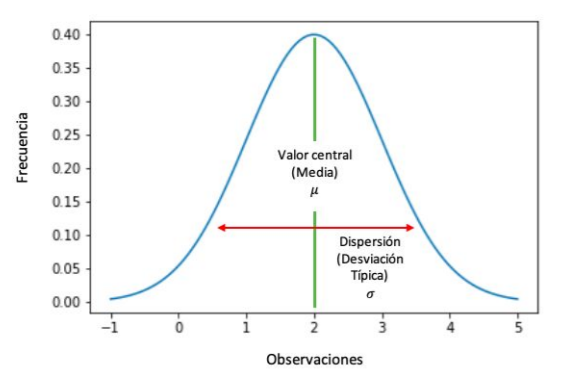 0.40
0.35
0.30
0.25
0.20
0.15
0.10
0.05
0.00
Frecuencia
Valor central
(Media)
μ
Dispersión
(Desviación
Típica)
σ
−1 0 1 2 3 4 5
Observaciones